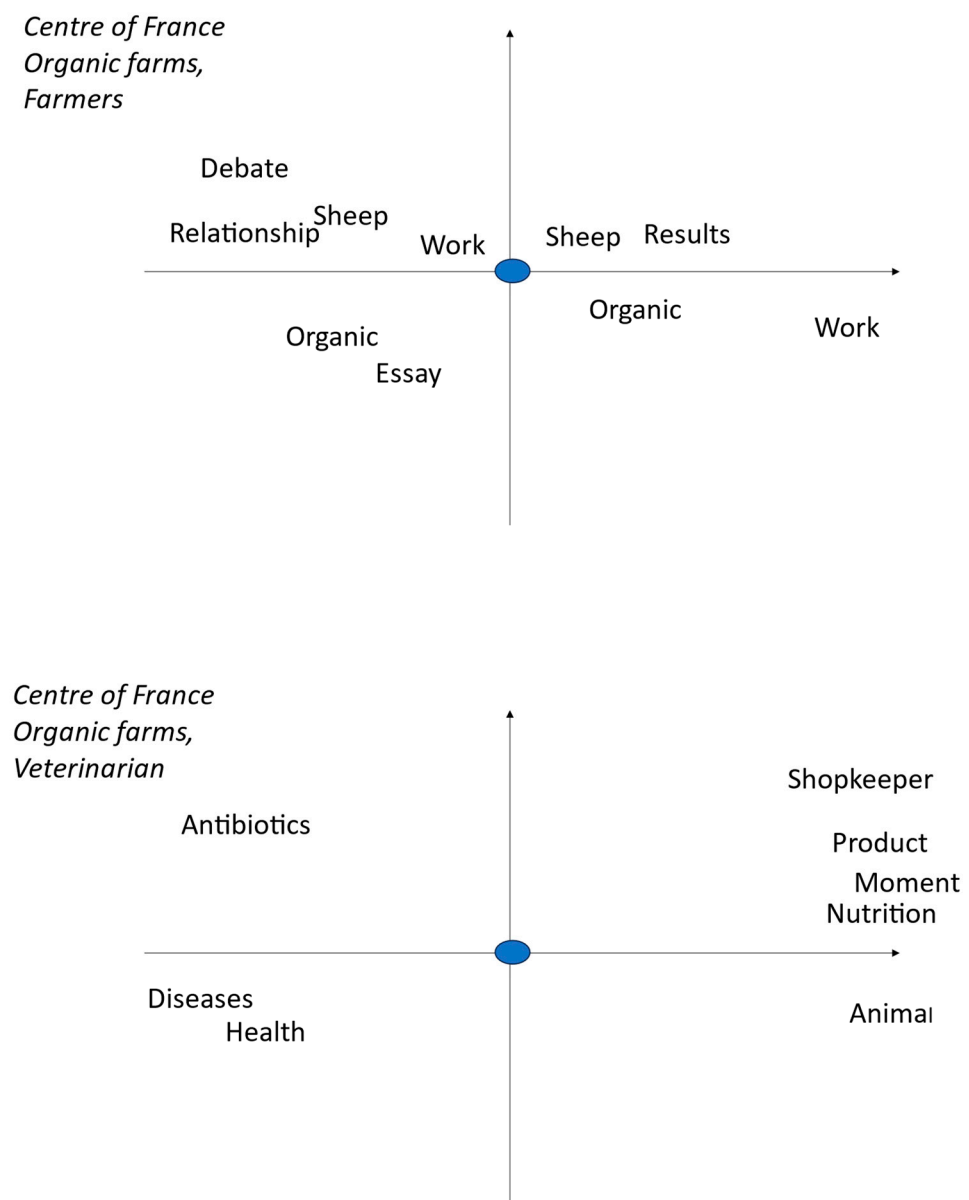 Centre of France
Organic farms,
Farmers
Debate
Sheep
Relationship
Work
Sheep
Results
Organic
Work
Organic
Essay
Centre of France
Organic farms,
Veterinarian
Shopkeeper
Antibiotics
Product
Moment
Nutrition
Diseases
Animal
Health